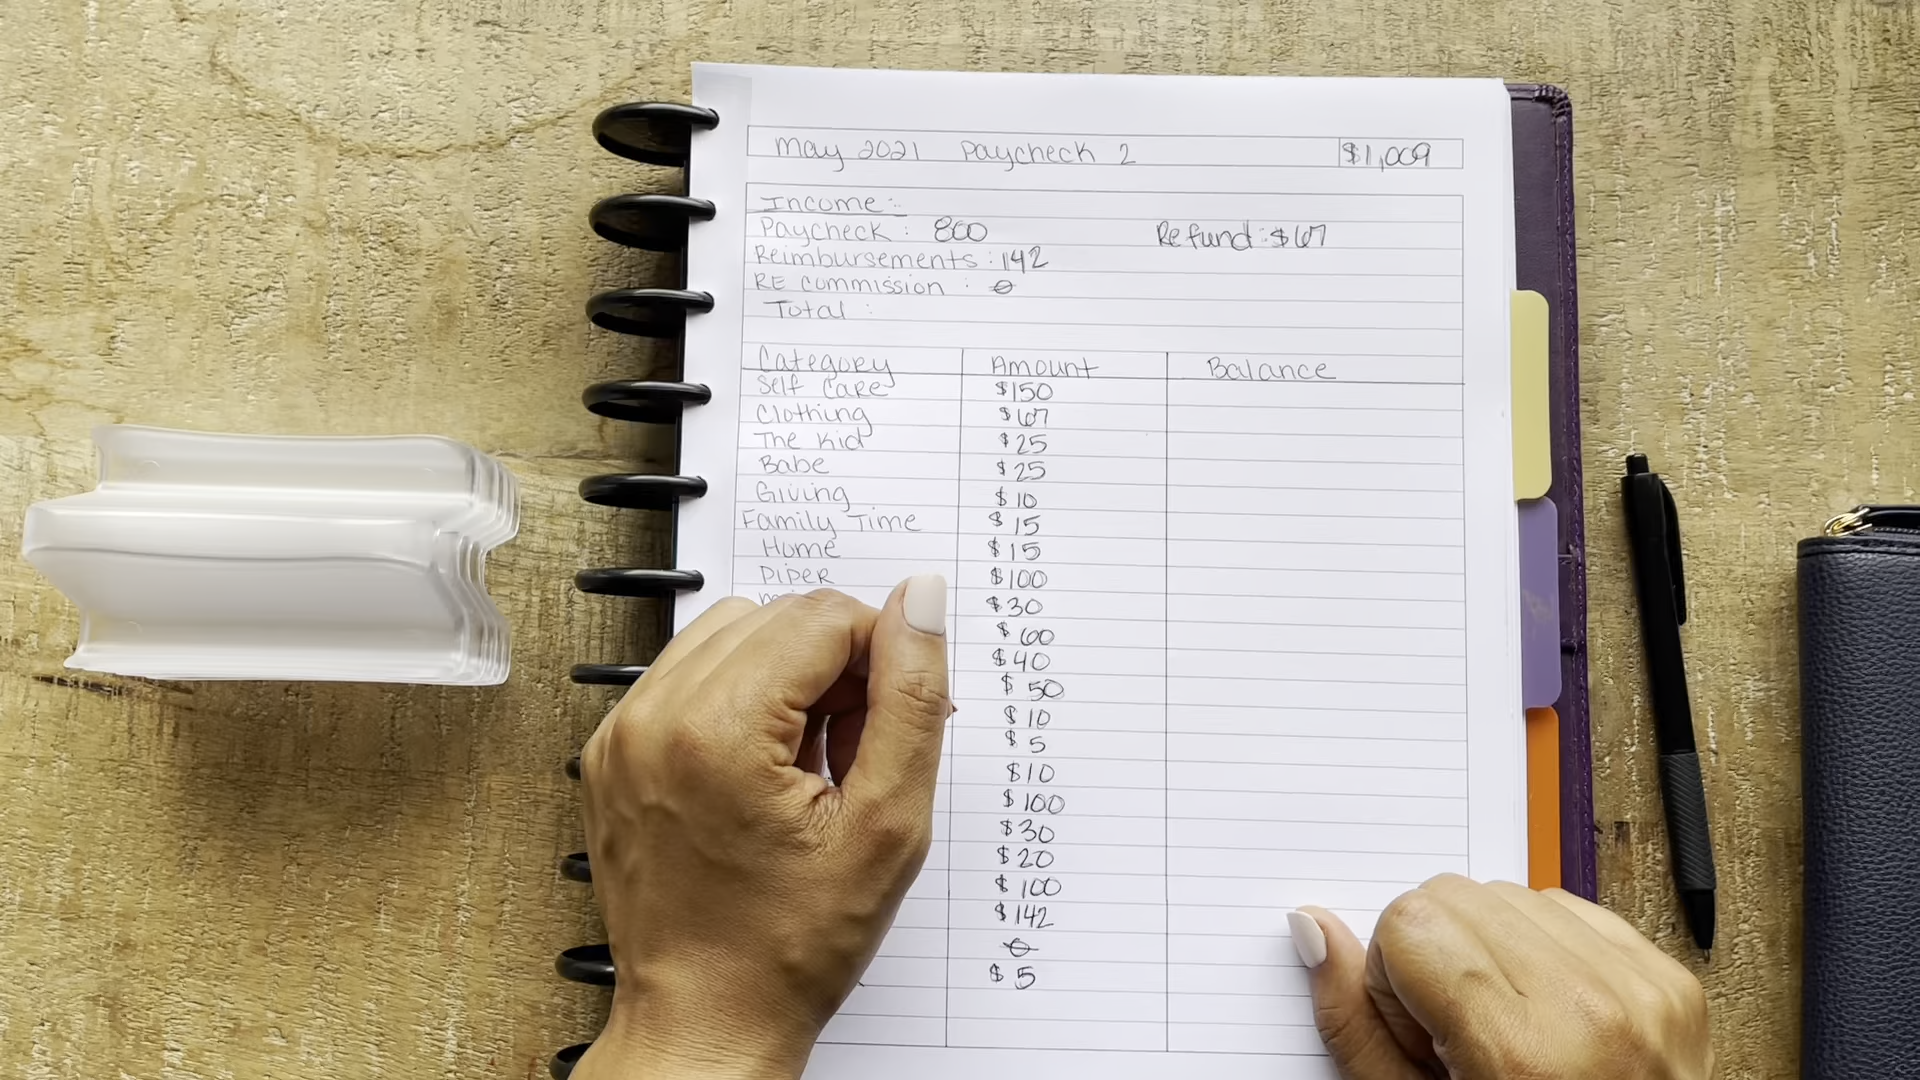 May 2021 Paycheck 2 $1,009
Income:
Paycheck: 800 Refund: $67
Reimbursements: 142
RE commission: 0
Total:
Category Amount Balance
Self Care $150
Clothing $67
The Kid $25
Babe $25
Giving $10
Family Time $15
Home $15
Piper $100
$30
$60
$40
$50
$10
$5
$10
$100
$30
$20
$100
$142
0
$5